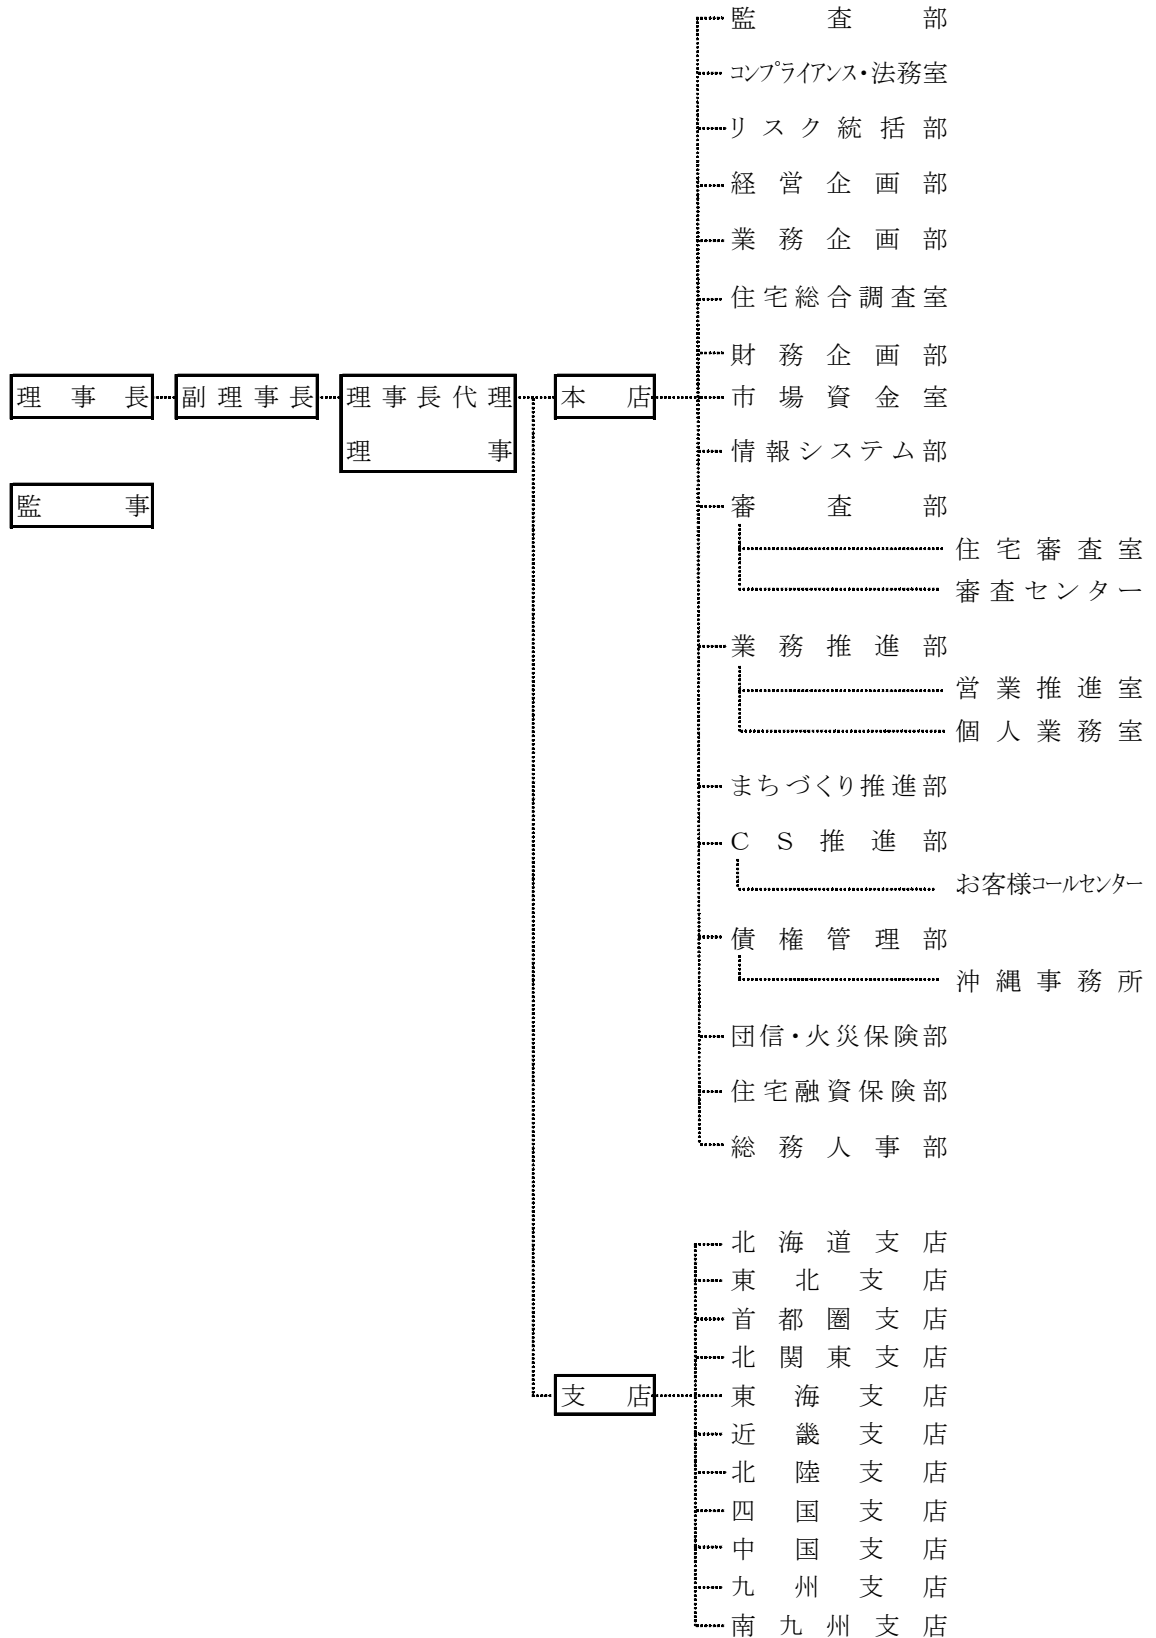 監査部
コンプライアンス・法務室
リスク統括部
経営企画部
業務企画部
住宅総合調査室
財務企画部
理事長 副理事長 理事長代理 本店 市場資金室
理事 情報システム部
監事 審査部
住宅審査室
審査センター
業務推進部
営業推進室
個人業務室
まちづくり推進部
CS推進部
お客様コールセンター
債権管理部
沖縄事務所
団信・火災保険部
住宅融資保険部
総務人事部
北海道支店
東北支店
首都圏支店
北関東支店
支店 東海支店
近畿支店
北陸支店
四国支店
中国支店
九州支店
南九州支店